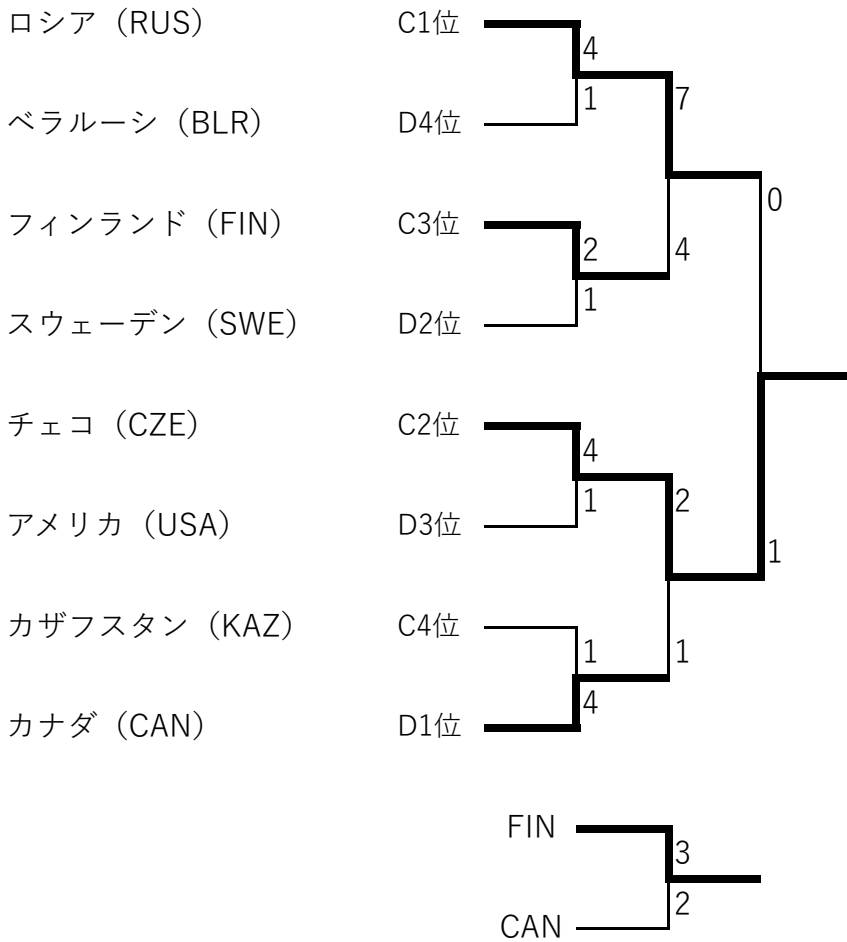 ロシア（RUS） C1位
4
7
ベラルーシ（BLR） D4位
1
0
フィンランド（FIN） C3位
2
4
スウェーデン（SWE） D2位
1
チェコ（CZE） C2位
4
2
アメリカ（USA） D3位
1
1
カザフスタン（KAZ） C4位
1
1
カナダ（CAN） D1位
4
FIN
3
CAN
2